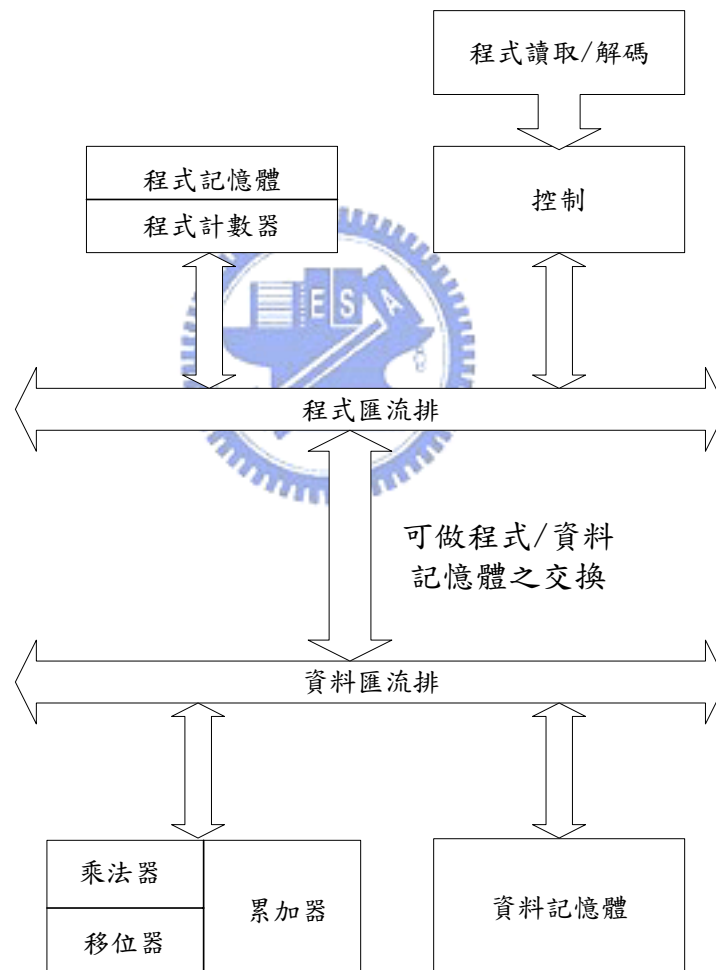 程式讀取/解碼
程式記憶體
程式計數器
控制
ESA
程式匯流排
可做程式/資料
記憶體之交換
資料匯流排
乘法器
移位器
累加器
資料記憶體